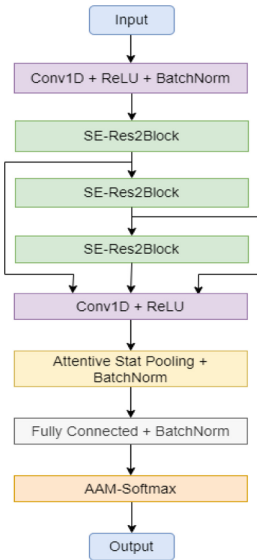 Input
Conv1D + ReLU + BatchNorm
SE-Res2Block
SE-Res2Block
SE-Res2Block
Conv1D + ReLU
Attentive Stat Pooling +
BatchNorm
Fully Connected + BatchNorm
AAM-Softmax
Output